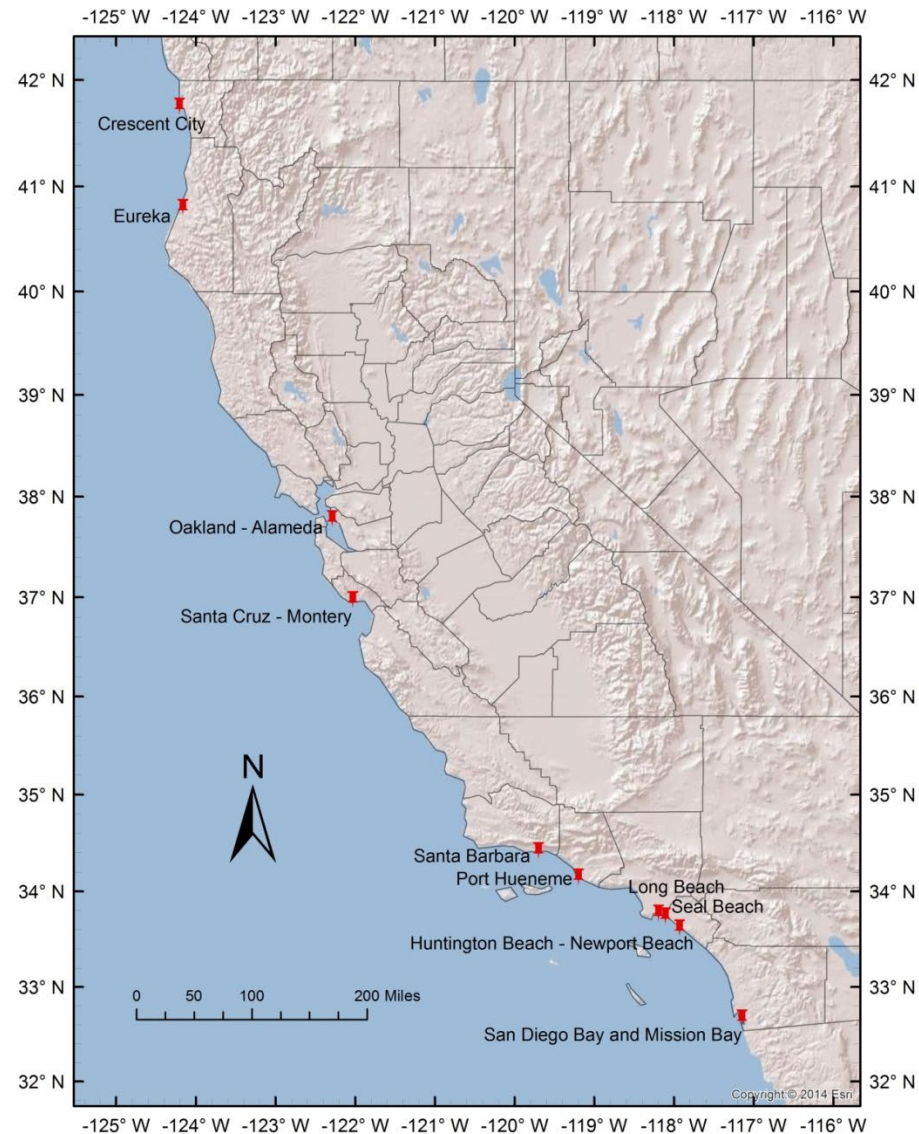 -125° W -124° W -123° W -122° W -121° W -120° W -119° W -118° W -117° W -116° W
42° N 42° N
Crescent City
41° N 41° N
Eureka
40° N 40° N
39° N 39° N
38° N 38° N
Oakland - Alameda
37° N 37° N
Santa Cruz - Montery
36° N 36° N
N
35° N 35° N
Santa Barbara
Port Hueneme
34° N 34° N
Long Beach
Seal Beach
Huntington Beach - Newport Beach
33° N 33° N
0 50 100 200 Miles
San Diego Bay and Mission Bay
32° N 32° N
Copyright:© 2014 Esri
-125° W -124° W -123° W -122° W -121° W -120° W -119° W -118° W -117° W -116° W